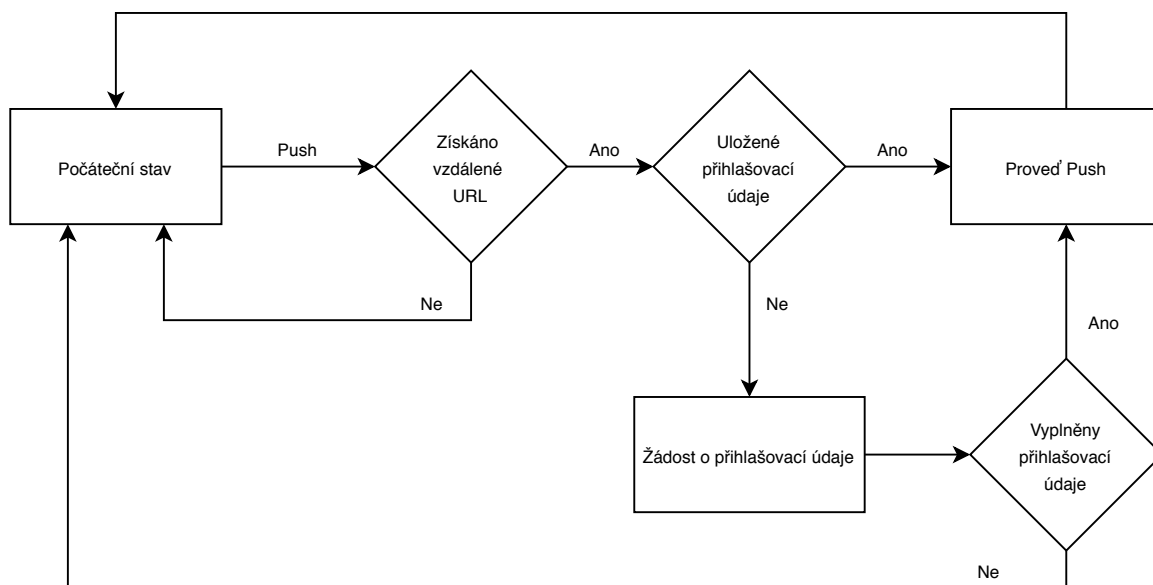 Počáteční stav
Push
Získáno
vzdálené
URL
Ano
Uložené
přihlašovací
údaje
Ano
Proveď Push
Ne
Ne
Ano
Žádost o přihlašovací údaje
Vyplněny
přihlašovací
údaje
Ne